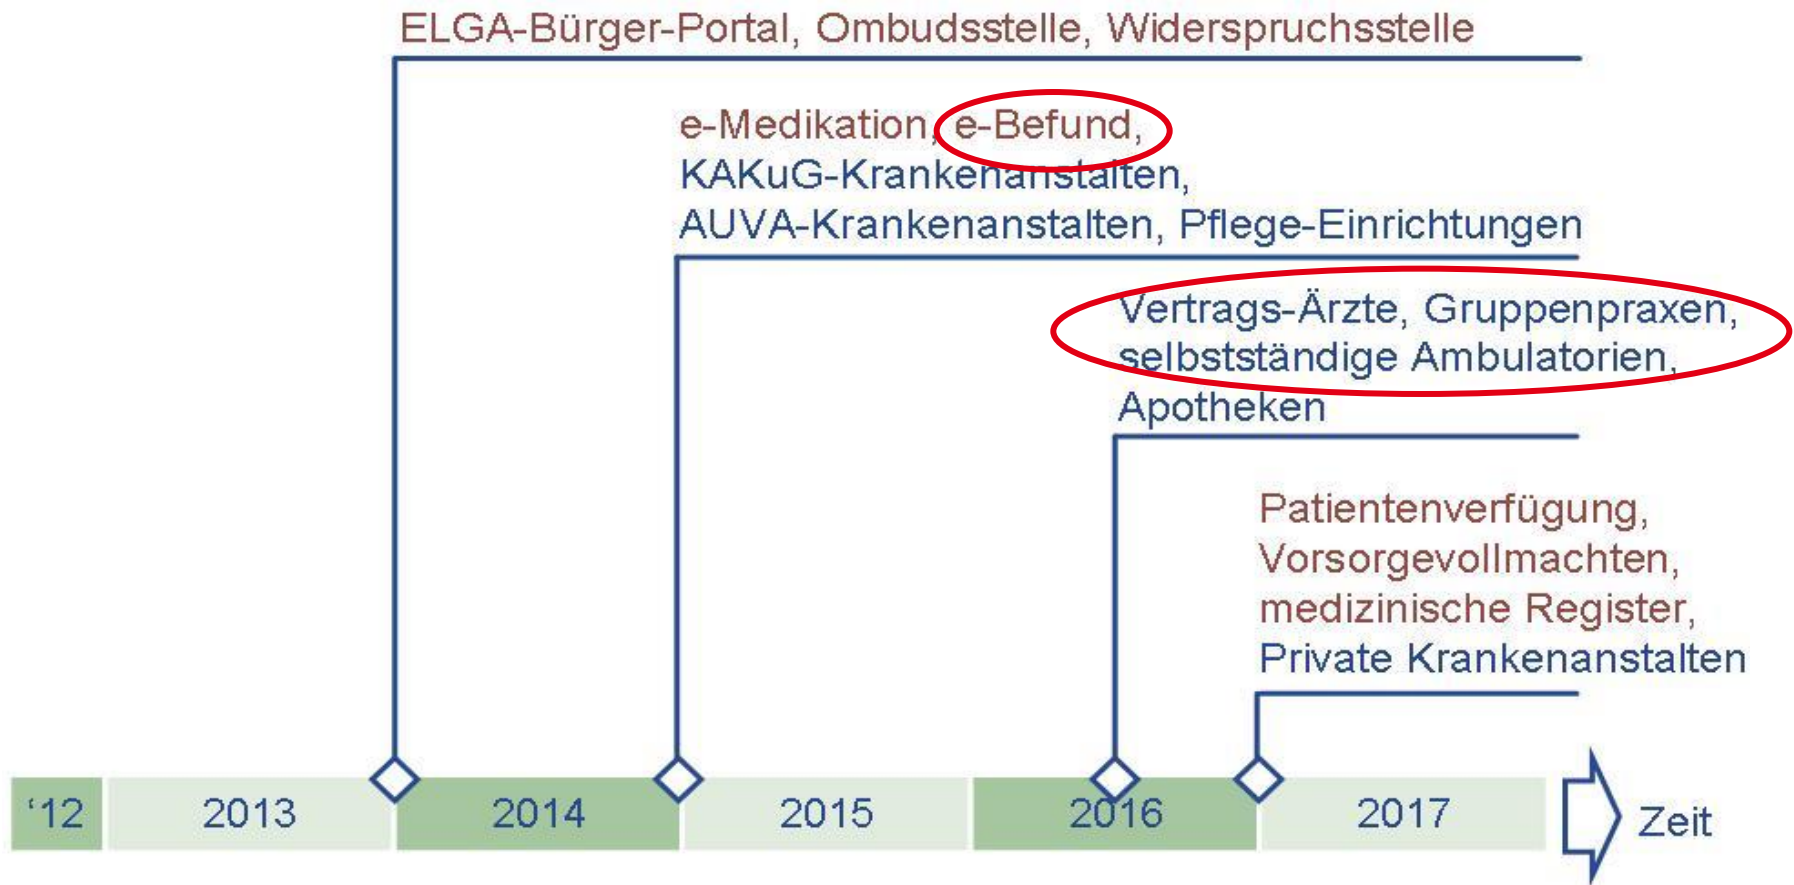 ELGA-Bürger-Portal, Ombudsstelle, Widerspruchsstelle
e-Medikation, e-Befund,
KAKuG-Krankenanstalten,
AUVA-Krankenanstalten, Pflege-Einrichtungen
Vertrags-Ärzte, Gruppenpraxen,
selbstständige Ambulatorien,
Apotheken
Patientenverfügung,
Vorsorgevollmachten,
medizinische Register,
Private Krankenanstalten
‘12 2013 2014 2015 2016 2017 Zeit